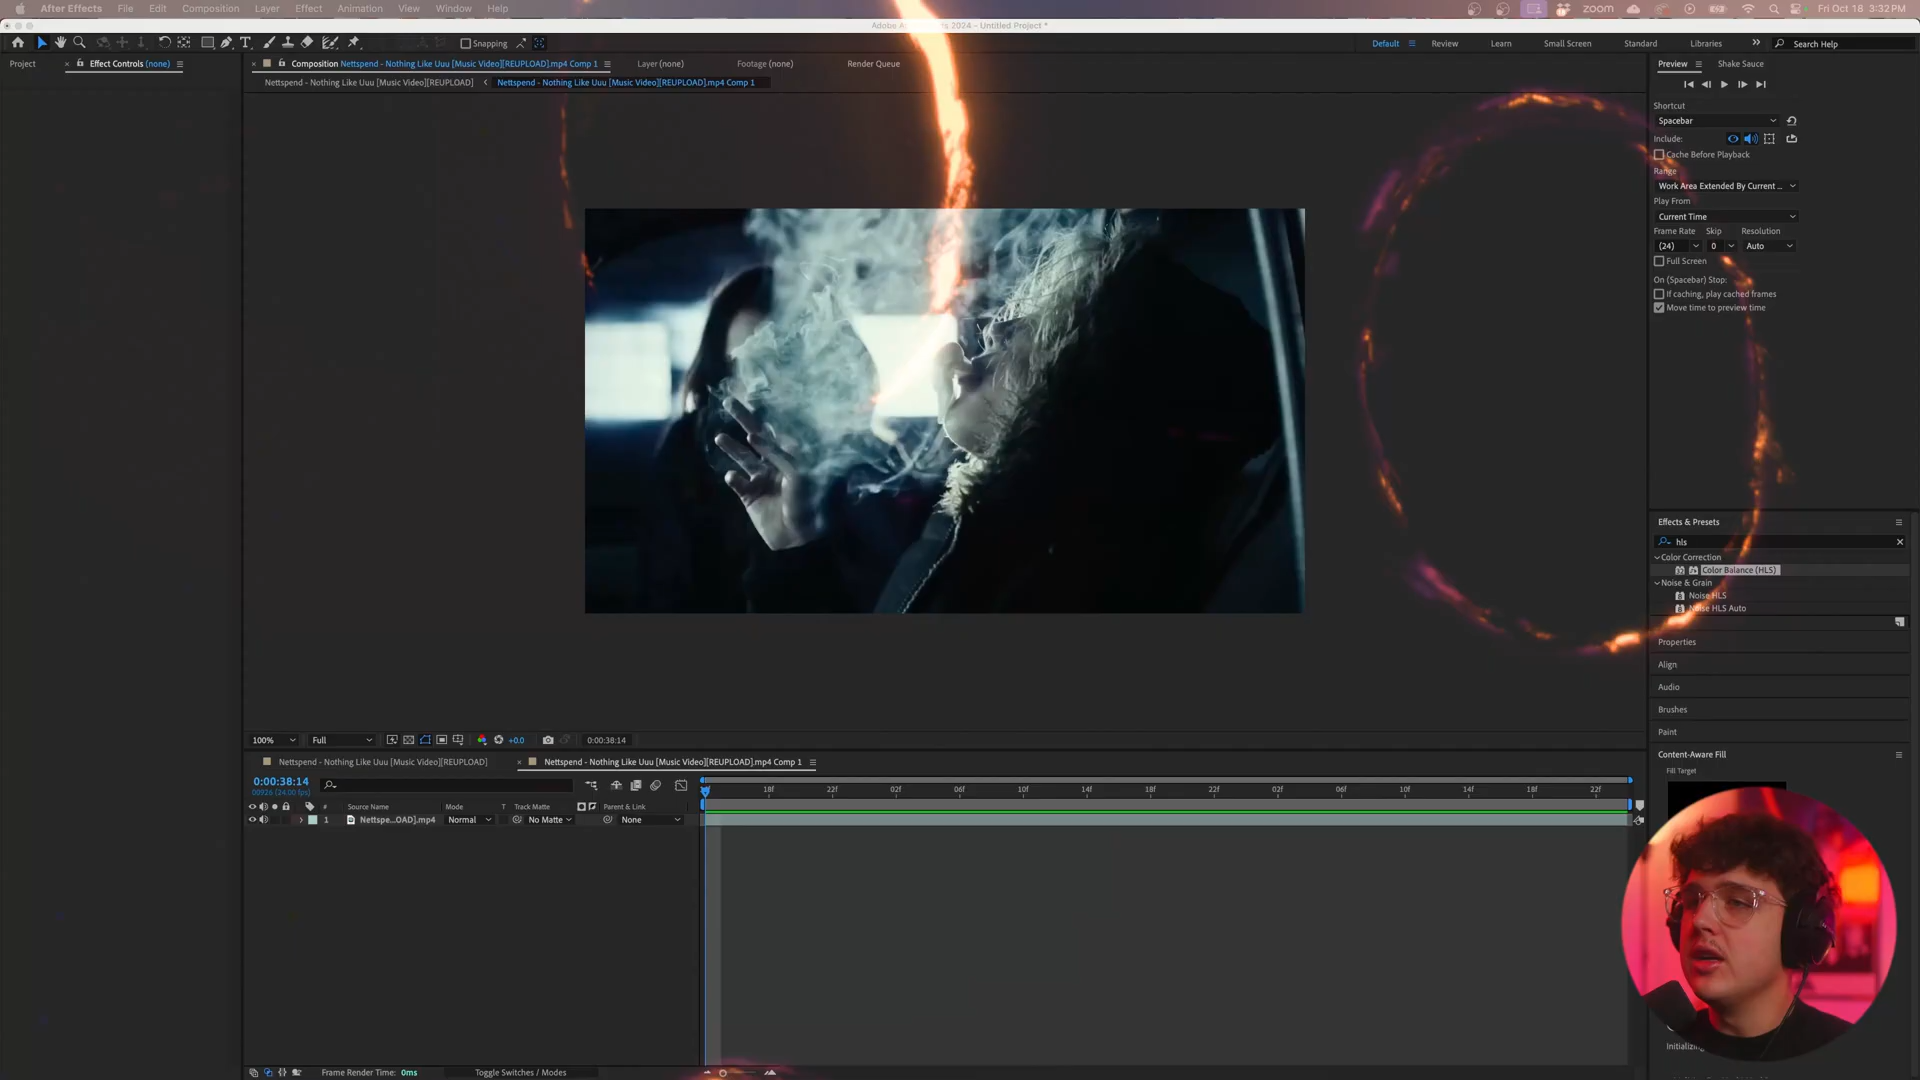 After Effects File Edit Composition Layer Effect Animation View Window Help zoom Fri Oct 18 3:32 PM
2024 - Untitled Project *
Snapping Default Review Learn Small Screen Standard Libraries Search Help
Project Effect Controls (none) Composition Nettspend - Nothing Like Uuu [Music Video][REUPLOAD].mp4 Comp 1 Layer (none) Footage (none) Render Queue Preview Shake Sauce
Nettspend - Nothing Like Uuu [Music Video][REUPLOAD] Nettspend - Nothing Like Uuu [Music Video][REUPLOAD].mp4 Comp 1
Shortcut
Spacebar
Include:
Cache Before Playback
Range
Work Area Extended By Current ...
Play From
Current Time
Frame Rate Skip Resolution
(24) 0 Auto
Full Screen
On (Spacebar) Stop:
If caching, play cached frames
Move time to preview time
Effects & Presets
hls
Color Correction
Color Balance (HLS)
Noise & Grain
Noise HLS
Noise HLS Auto
Properties
Align
Audio
Brushes
Paint
Content-Aware Fill
Fill Target
100% Full +0.0 0:00:38:14
Nettspend - Nothing Like Uuu [Music Video][REUPLOAD] Nettspend - Nothing Like Uuu [Music Video][REUPLOAD].mp4 Comp 1
0:00:38:14
00926 (24.00 fps)
18f 22f 02f 06f 10f 14f 18f 22f 02f 06f 10f 14f 18f 22f
# Source Name Mode T Track Matte Parent & Link
1 Nettspe...OAD].mp4 Normal No Matte None
Initializing
Frame Render Time: 0ms Toggle Switches / Modes